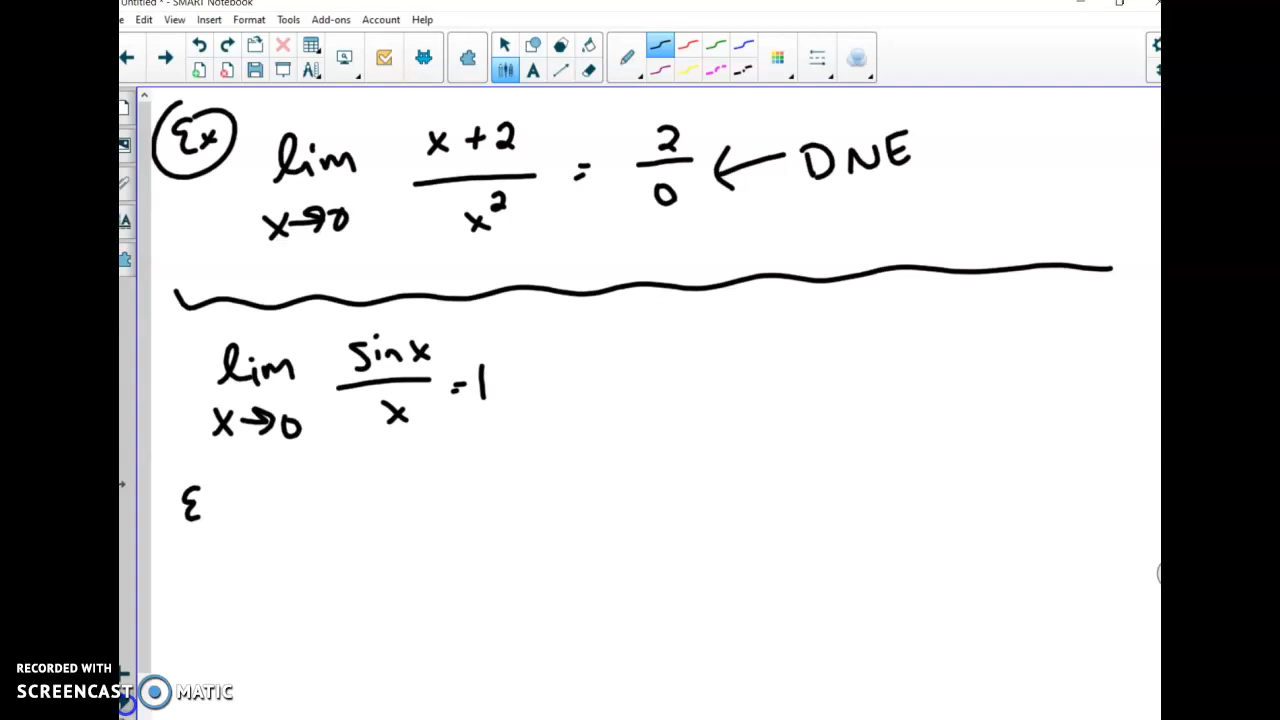 Untitled * - SMART Notebook
Edit View Insert Format Tools Add-ons Account Help
Ex lim x→0 x+2 / x² = 2/0 ← DNE
lim x→0 sin x / x = 1
E
RECORDED WITH
SCREENCAST MATIC